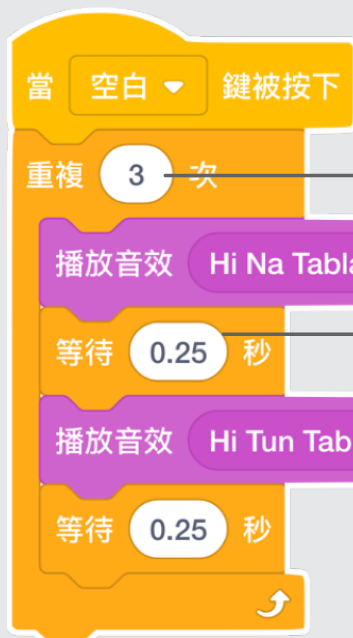 當 空白 鍵被按下
重複 3 次
播放音效 Hi Na Tabla
等待 0.25 秒
播放音效 Hi Tun Tab
等待 0.25 秒